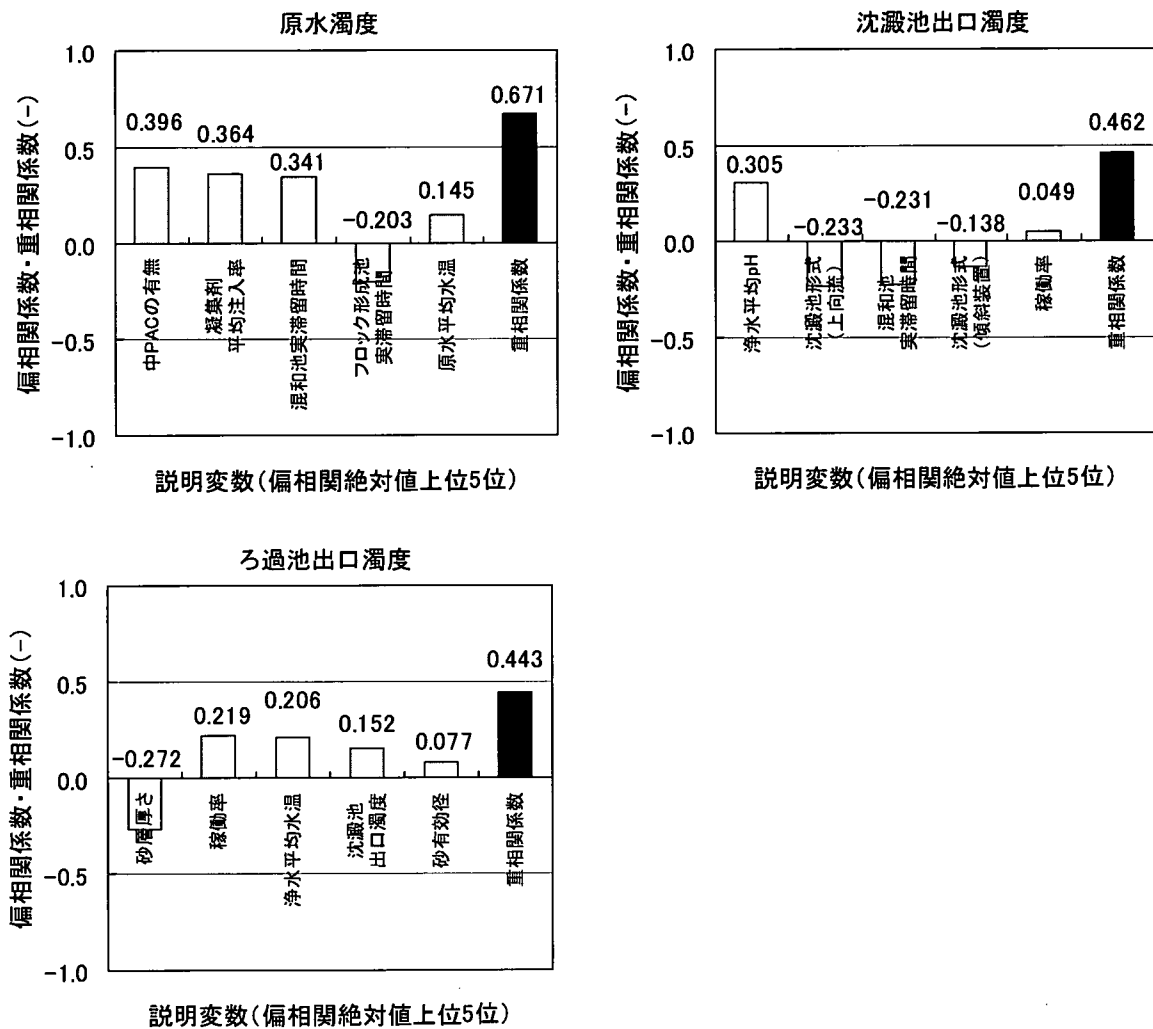 原水濁度
偏相関係数・重相関係数(-)
1.0
0.5
0.0
-0.5
-1.0
0.396
0.364
0.341
-0.203
0.145
0.671
中PACの有無
凝集剤
平均注入率
混和池実滞留時間
フロック形成池
実滞留時間
原水平均水温
重相関係数
説明変数(偏相関絶対値上位5位)
沈澱池出口濁度
偏相関係数・重相関係数(-)
1.0
0.5
0.0
-0.5
-1.0
0.305
-0.233
-0.231
-0.138
0.049
0.462
浄水平均pH
沈澱池形式
(上向流)
混和池
実滞留時間
沈澱池形式
(傾斜装置)
稼働率
重相関係数
説明変数(偏相関絶対値上位5位)
ろ過池出口濁度
偏相関係数・重相関係数(-)
1.0
0.5
0.0
-0.5
-1.0
-0.272
0.219
0.206
0.152
0.077
0.443
砂層厚さ
稼働率
浄水平均水温
沈澱池
出口濁度
砂有効径
重相関係数
説明変数(偏相関絶対値上位5位)